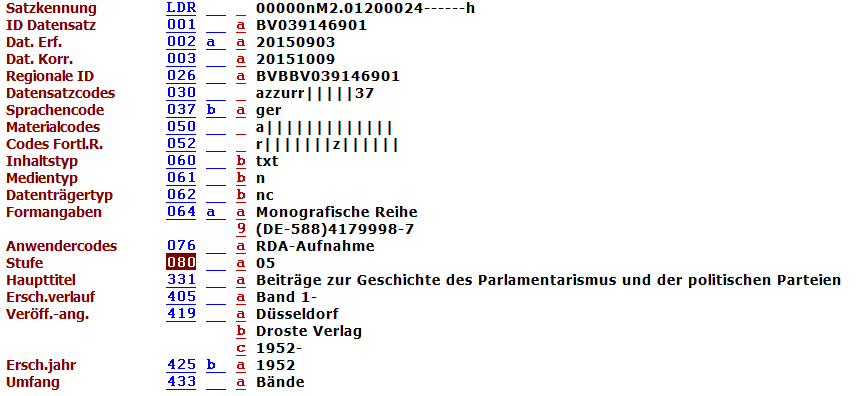 Satzkennung LDR _ 00000nM2.01200024------h
ID Datensatz 001 a BV039146901
Dat. Erf. 002 a a 20150903
Dat. Korr. 003 a 20151009
Regionale ID 026 a BVBBV039146901
Datensatzcodes 030 _ azzurr|||||37
Sprachencode 037 b a ger
Materialcodes 050 _ a|||||||||||||
Codes Fortl.R. 052 _ r|||||||z||||||
Inhaltstyp 060 b txt
Medientyp 061 b n
Datenträgertyp 062 b nc
Formangaben 064 a a Monografische Reihe
9 (DE-588)4179998-7
Anwendercodes 076 a RDA-Aufnahme
Stufe 080 a 05
Haupttitel 331 a Beiträge zur Geschichte des Parlamentarismus und der politischen Parteien
Ersch.verlauf 405 a Band 1-
Veröff.-ang. 419 a Düsseldorf
b Droste Verlag
c 1952-
Ersch.jahr 425 b a 1952
Umfang 433 a Bände